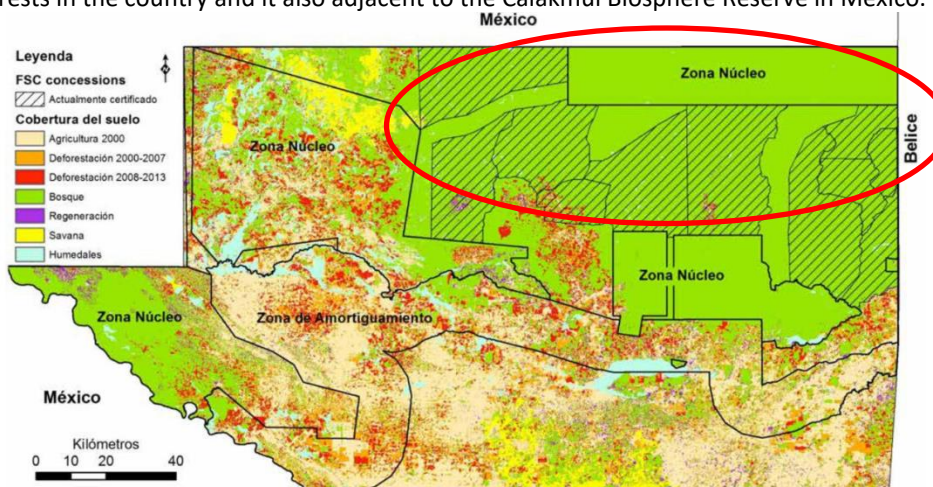 rests in the country and it also adjacent to the Calakmul Biosphere Reserve in México.
México
Leyenda
FSC concessions
Actualmente certificado
Cobertura del suelo
Agricultura 2000
Deforestación 2000-2007
Deforestación 2008-2013
Bosque
Regeneración
Savana
Humedales
Zona Núcleo
Zona Núcleo
Belice
Zona Núcleo
Zona Núcleo
Zona de Amortiguamiento
México
Kilómetros
0 10 20 40